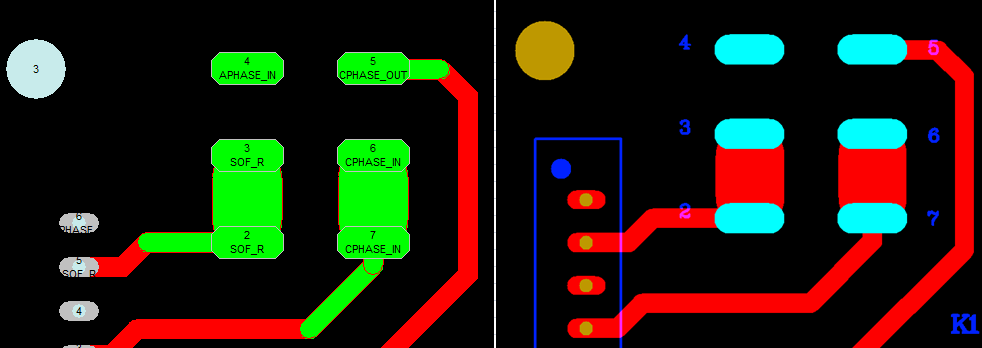 3
4
APHASE_IN
5
CPHASE_OUT
3
SOF_R
6
CPHASE_IN
2
SOF_R
7
CPHASE_IN
6
PHASE
5
SOF_R
4
4
5
3
6
2
7
K1